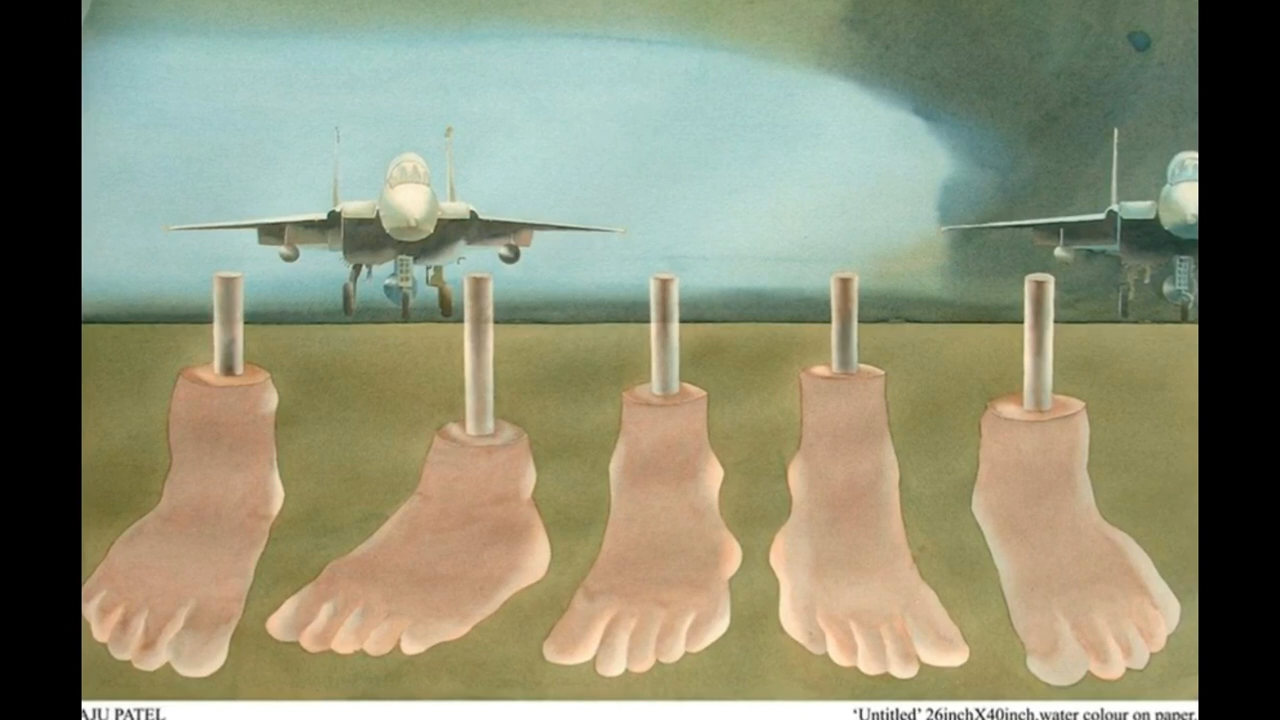 AJU PATEL
‘Untitled’ 26inchX40inch,water colour on paper.